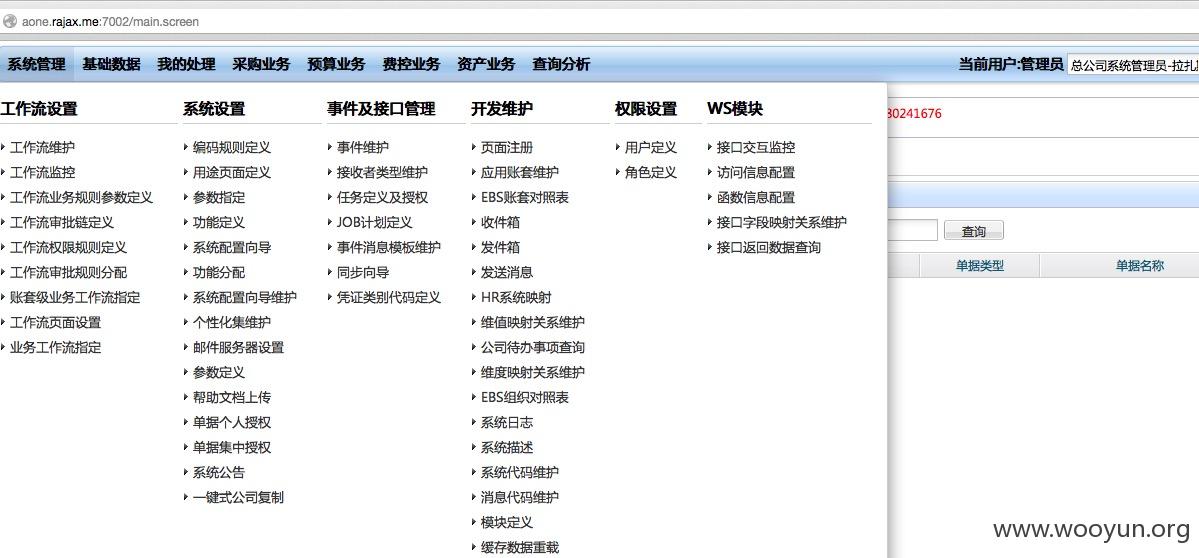 aone.rajax.me:7002/main.screen
系统管理 基础数据 我的处理 采购业务 预算业务 费控业务 资产业务 查询分析 当前用户:管理员 总公司系统管理员-拉扎
工作流设置
工作流维护
工作流监控
工作流业务规则参数定义
工作流审批链定义
工作流权限规则定义
工作流审批规则分配
账套级业务工作流指定
工作流页面设置
业务工作流指定
系统设置
编码规则定义
用途页面定义
参数指定
功能定义
系统配置向导
功能分配
系统配置向导维护
个性化集维护
邮件服务器设置
参数定义
帮助文档上传
单据个人授权
单据集中授权
系统公告
一键式公司复制
事件及接口管理
事件维护
接收者类型维护
任务定义及授权
JOB计划定义
事件消息模板维护
同步向导
凭证类别代码定义
开发维护
页面注册
应用账套维护
EBS账套对照表
收件箱
发件箱
发送消息
HR系统映射
维值映射关系维护
公司待办事项查询
维度映射关系维护
EBS组织对照表
系统日志
系统描述
系统代码维护
消息代码维护
模块定义
缓存数据重载
权限设置
用户定义
角色定义
WS模块
接口交互监控
访问信息配置
函数信息配置
接口字段映射关系维护
接口返回数据查询
30241676
查询
单据类型 单据名称
www.wooyun.org